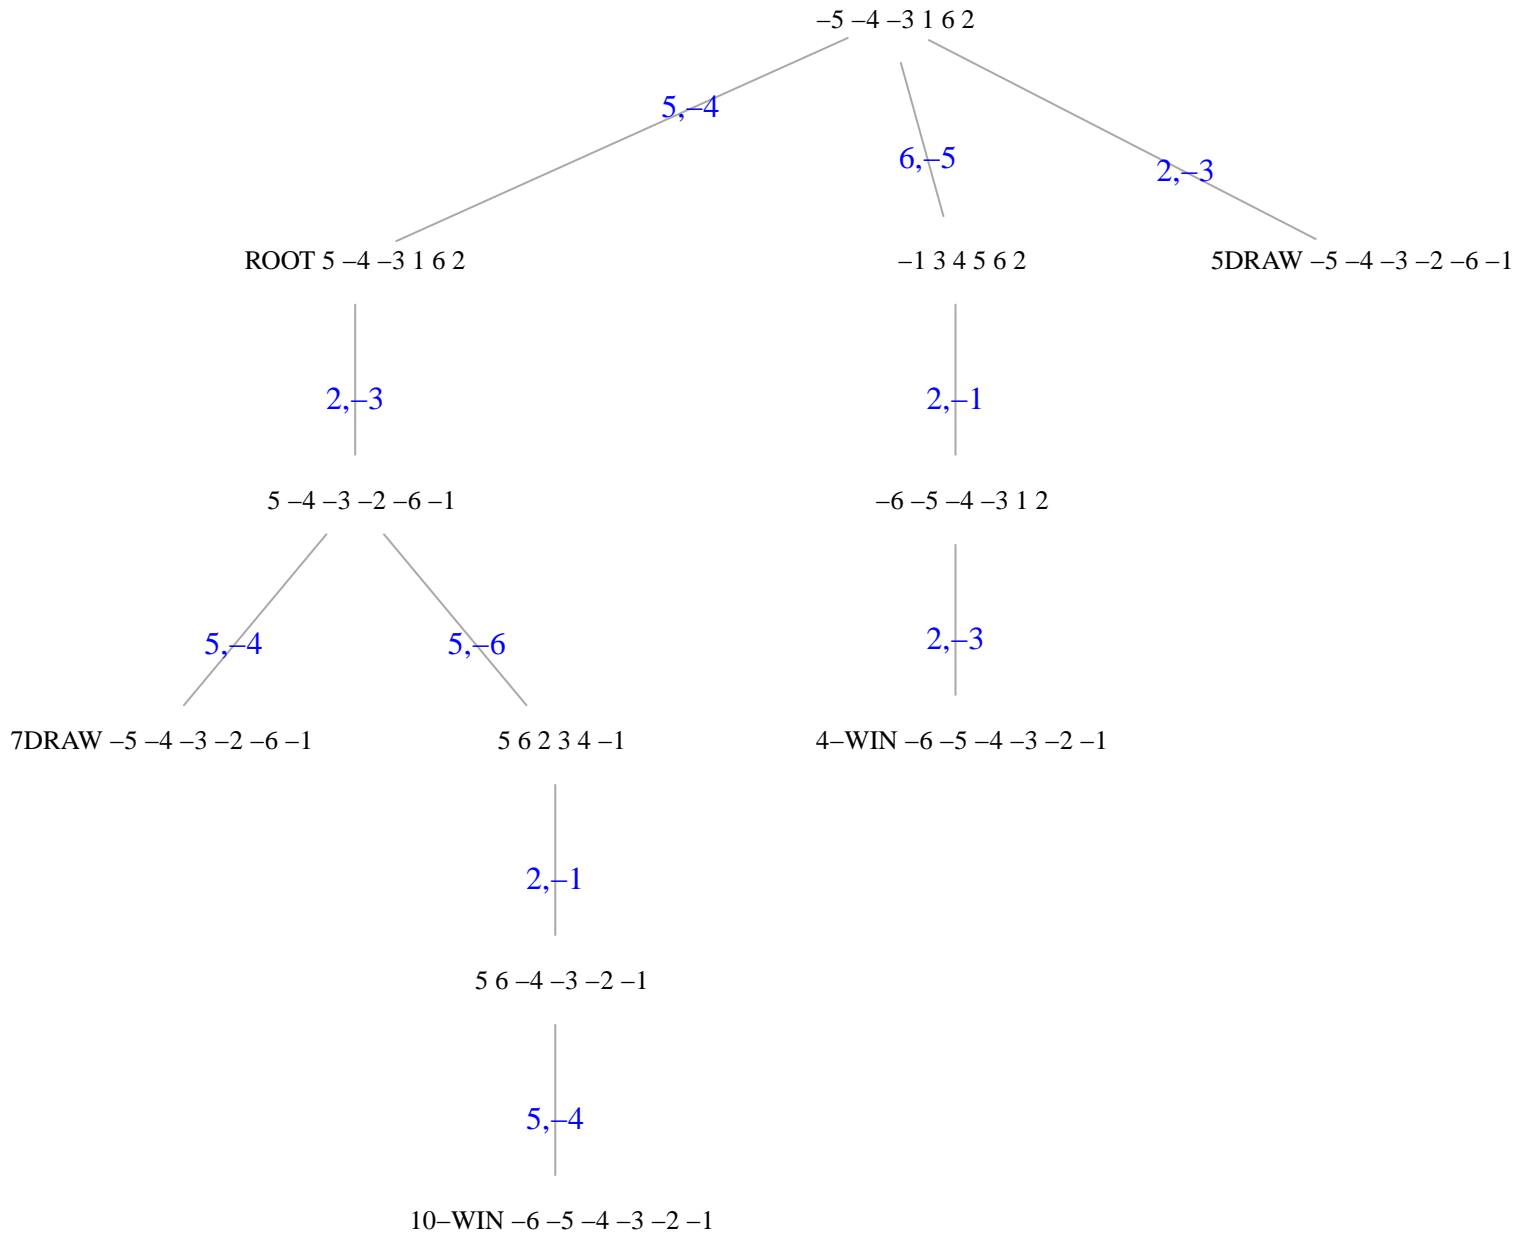 –5 –4 –3 1 6 2
5,–4
6,–5
2,–3
ROOT 5 –4 –3 1 6 2
–1 3 4 5 6 2
5DRAW –5 –4 –3 –2 –6 –1
2,–3
2,–1
5 –4 –3 –2 –6 –1
–6 –5 –4 –3 1 2
5,–4
5,–6
2,–3
7DRAW –5 –4 –3 –2 –6 –1
5 6 2 3 4 –1
4–WIN –6 –5 –4 –3 –2 –1
2,–1
5 6 –4 –3 –2 –1
5,–4
10–WIN –6 –5 –4 –3 –2 –1